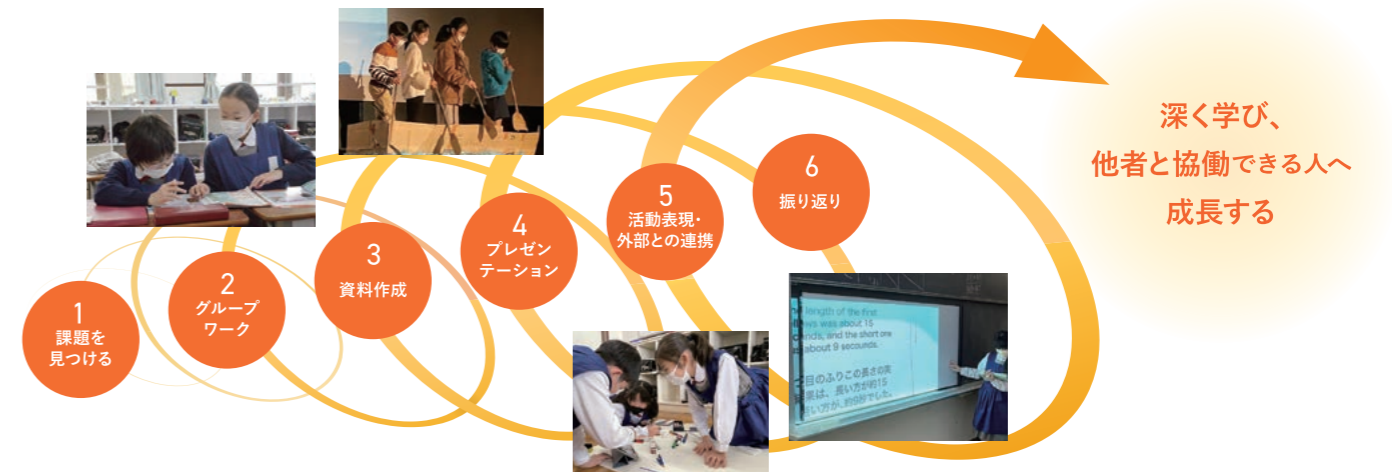 1
課題を
見つける
2
グループ
ワーク
3
資料作成
4
プレゼン
テーション
5
活動表現・
外部との連携
6
振り返り
深く学び、
他者と協働できる人へ
成長する
length of the first
was about 15
and the short one
about 9 secounds.
目のふりこの長さの実
は、長い方が約15
い方が、約9秒でした。